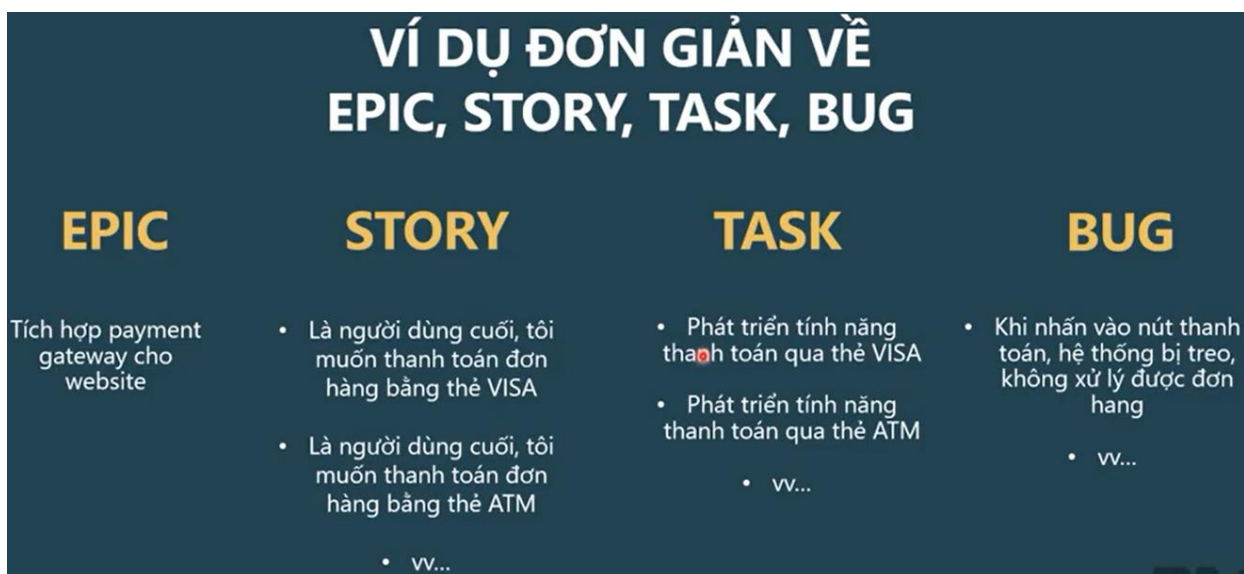 VÍ DỤ ĐƠN GIẢN VỀ
EPIC, STORY, TASK, BUG
EPIC
Tích hợp payment
gateway cho
website
STORY
• Là người dùng cuối, tôi
muốn thanh toán đơn
hàng bằng thẻ VISA
• Là người dùng cuối, tôi
muốn thanh toán đơn
hàng bằng thẻ ATM
• vv...
TASK
• Phát triển tính năng
thanh toán qua thẻ VISA
• Phát triển tính năng
thanh toán qua thẻ ATM
• vv...
BUG
• Khi nhấn vào nút thanh
toán, hệ thống bị treo,
không xử lý được đơn
hang
• vv...